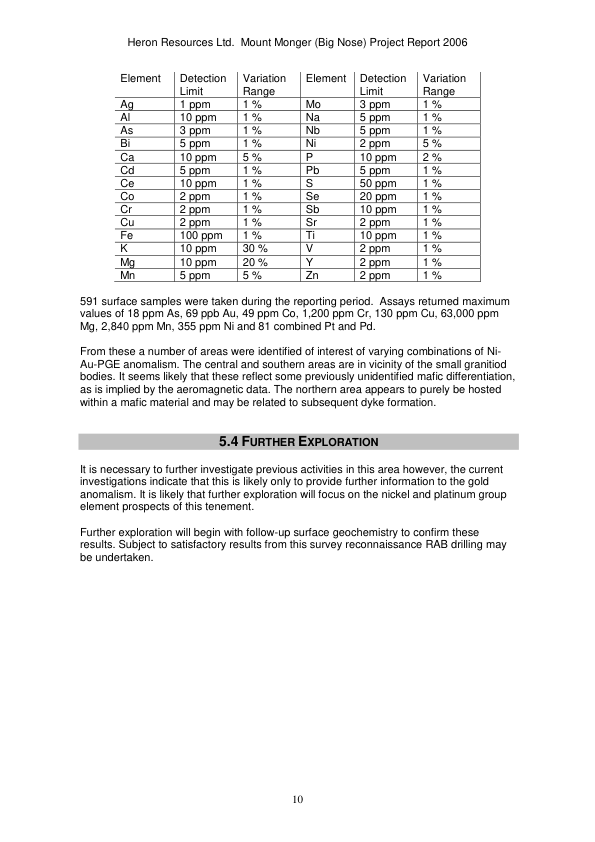 Heron Resources Ltd.  Mount Monger (Big Nose) Project Report 2006
Element Detection Limit Variation Range Element Detection Limit Variation Range
Ag 1 ppm 1 % Mo 3 ppm 1 %
Al 10 ppm 1 % Na 5 ppm 1 %
As 3 ppm 1 % Nb 5 ppm 1 %
Bi 5 ppm 1 % Ni 2 ppm 5 %
Ca 10 ppm 5 % P 10 ppm 2 %
Cd 5 ppm 1 % Pb 5 ppm 1 %
Ce 10 ppm 1 % S 50 ppm 1 %
Co 2 ppm 1 % Se 20 ppm 1 %
Cr 2 ppm 1 % Sb 10 ppm 1 %
Cu 2 ppm 1 % Sr 2 ppm 1 %
Fe 100 ppm 1 % Ti 10 ppm 1 %
K 10 ppm 30 % V 2 ppm 1 %
Mg 10 ppm 20 % Y 2 ppm 1 %
Mn 5 ppm 5 % Zn 2 ppm 1 %
591 surface samples were taken during the reporting period.  Assays returned maximum
values of 18 ppm As, 69 ppb Au, 49 ppm Co, 1,200 ppm Cr, 130 ppm Cu, 63,000 ppm
Mg, 2,840 ppm Mn, 355 ppm Ni and 81 combined Pt and Pd.
From these a number of areas were identified of interest of varying combinations of Ni-
Au-PGE anomalism. The central and southern areas are in vicinity of the small granitiod
bodies. It seems likely that these reflect some previously unidentified mafic differentiation,
as is implied by the aeromagnetic data. The northern area appears to purely be hosted
within a mafic material and may be related to subsequent dyke formation.
5.4 FURTHER EXPLORATION
It is necessary to further investigate previous activities in this area however, the current
investigations indicate that this is likely only to provide further information to the gold
anomalism. It is likely that further exploration will focus on the nickel and platinum group
element prospects of this tenement.
Further exploration will begin with follow-up surface geochemistry to confirm these
results. Subject to satisfactory results from this survey reconnaissance RAB drilling may
be undertaken.
10